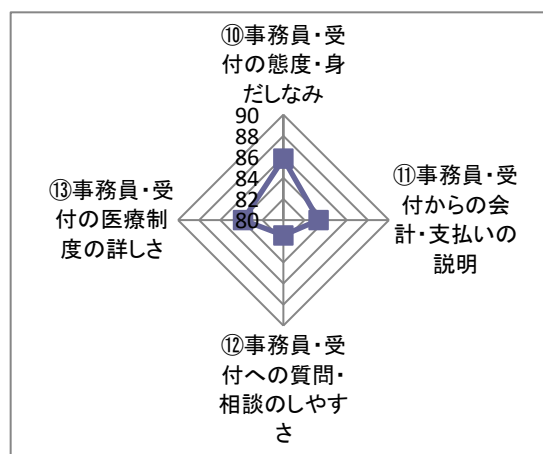 ⑩事務員・受
付の態度・身
だしなみ
90
88
86
84
82
80
⑪事務員・受
付からの会
計・支払いの
説明
⑫事務員・受
付への質問・
相談のしやす
さ
⑬事務員・受
付の医療制
度の詳しさ